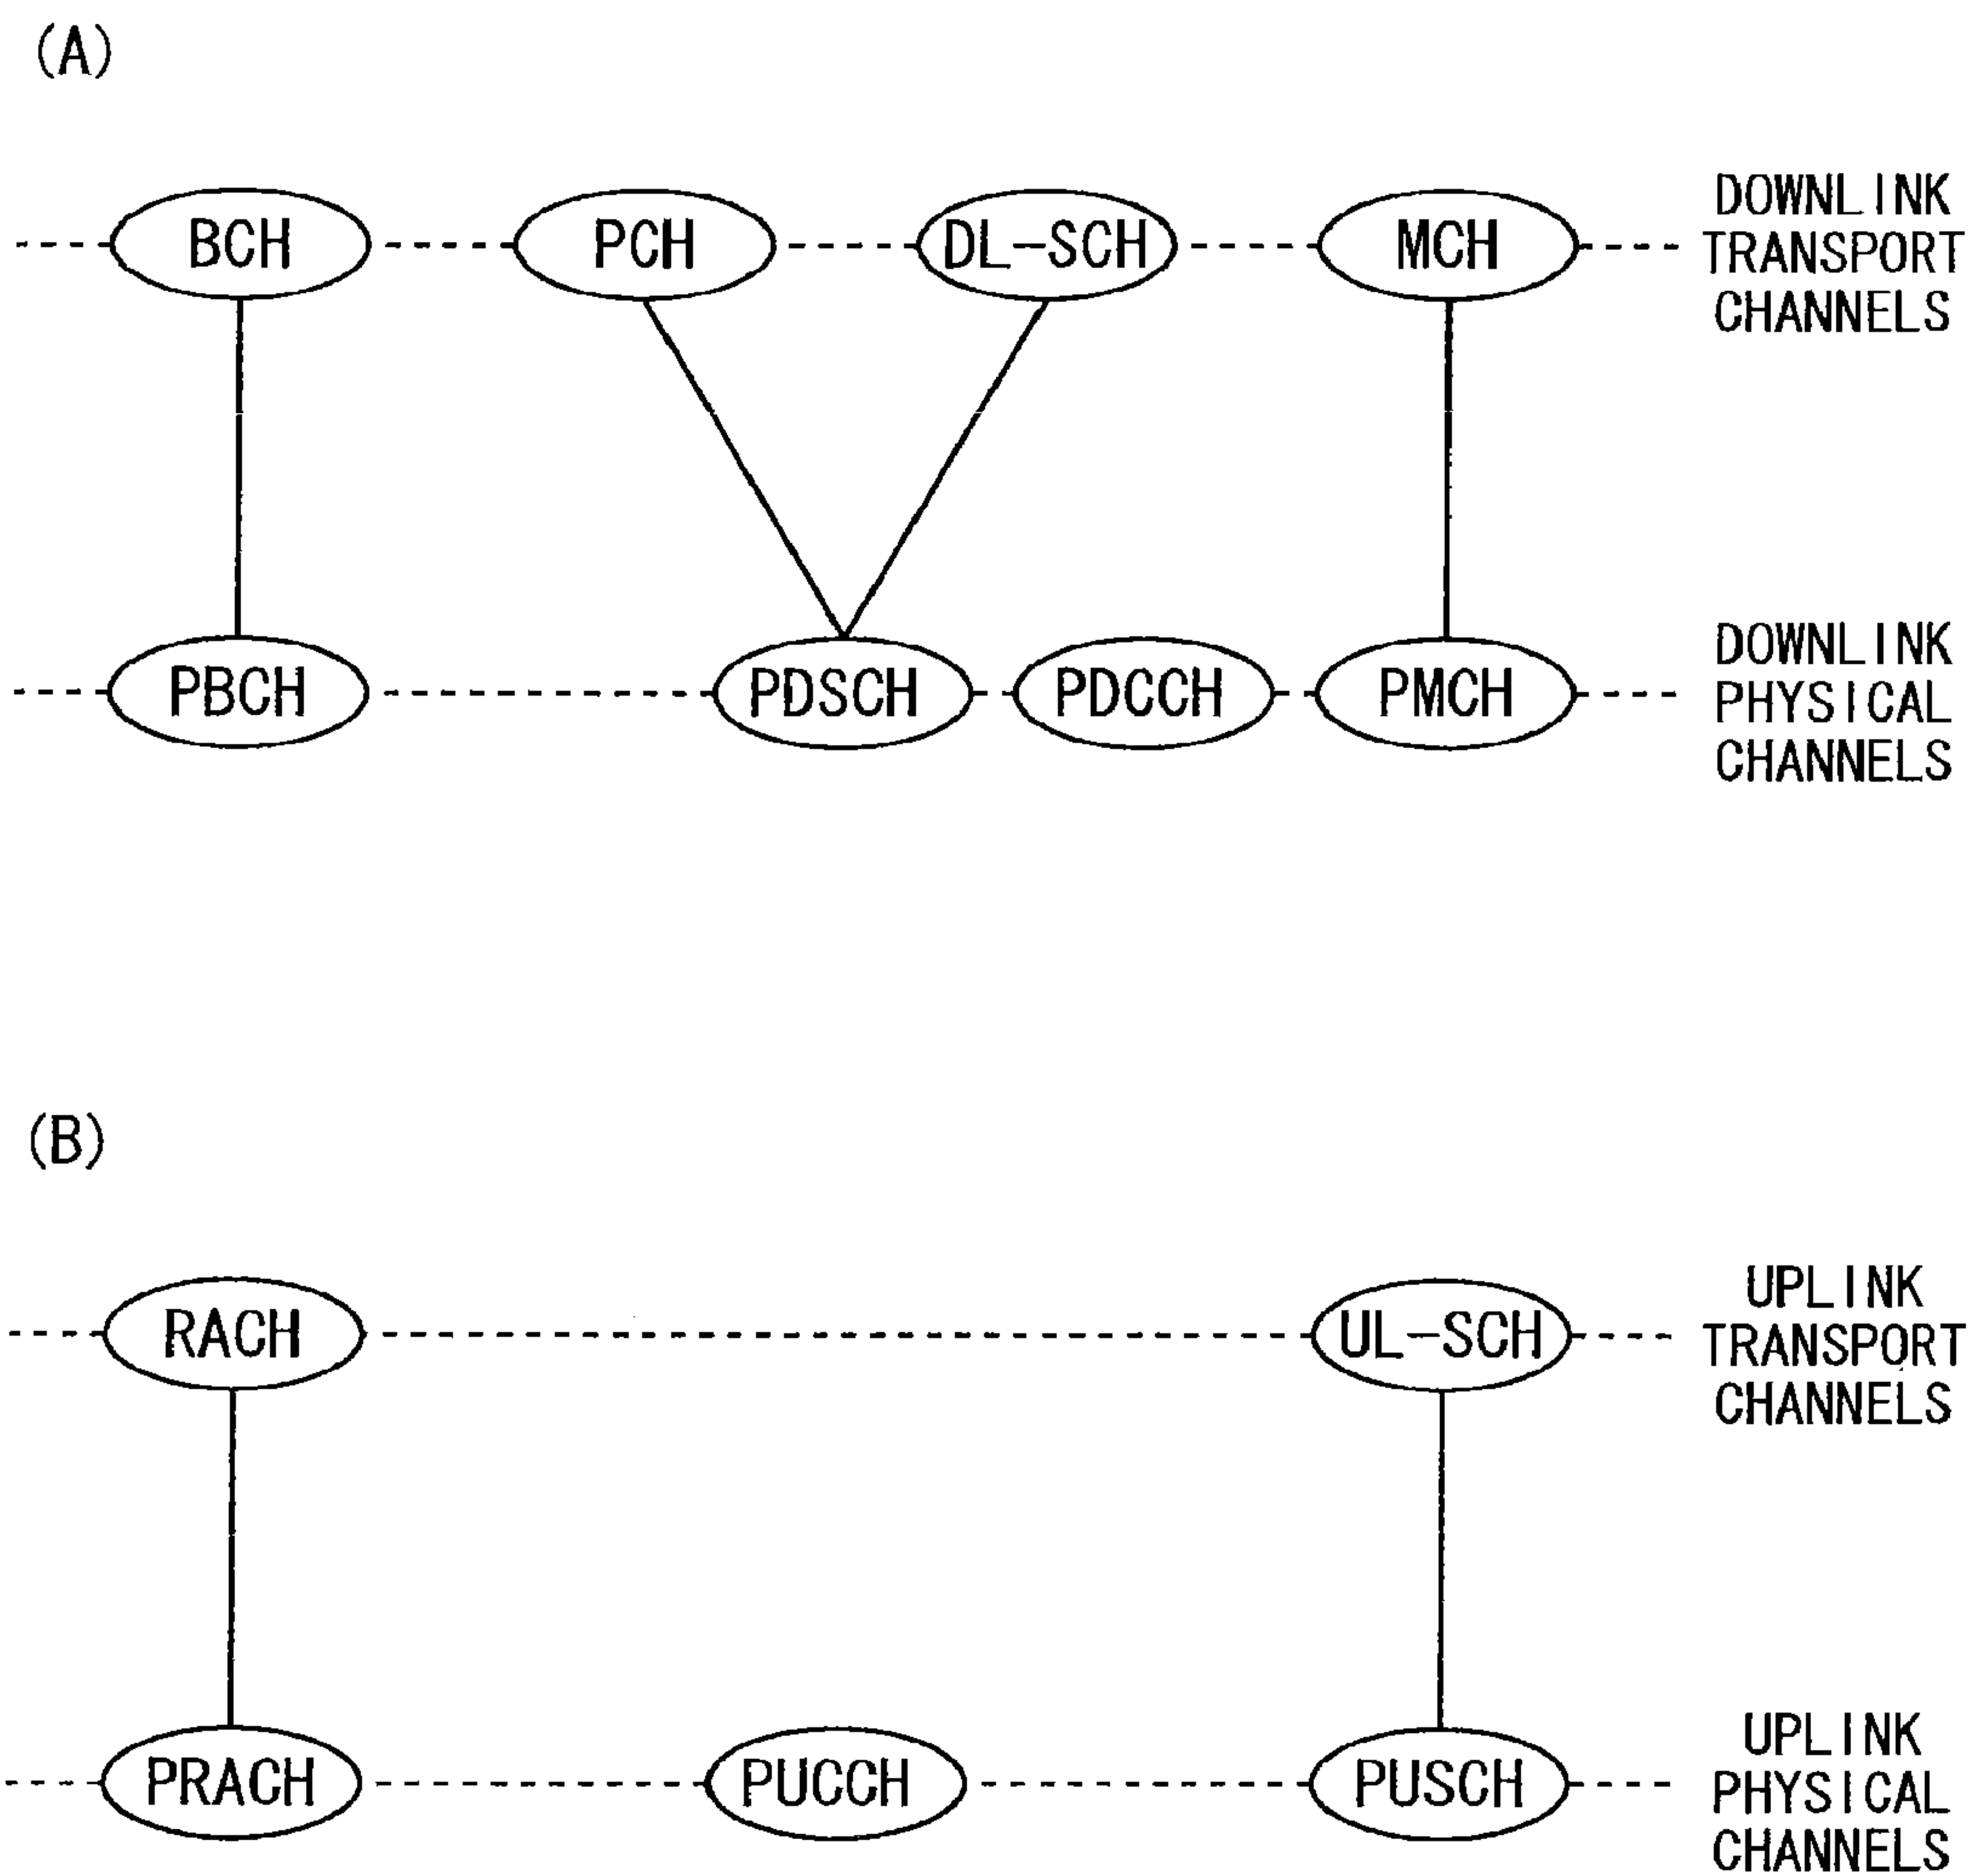 (A)
BCH
PCH
DL-SCH
MCH
DOWNLINK
TRANSPORT
CHANNELS
PBCH
PDSCH
PDCCH
PMCH
DOWNLINK
PHYSICAL
CHANNELS
(B)
RACH
UL-SCH
UPLINK
TRANSPORT
CHANNELS
PRACH
PUCCH
PUSCH
UPLINK
PHYSICAL
CHANNELS